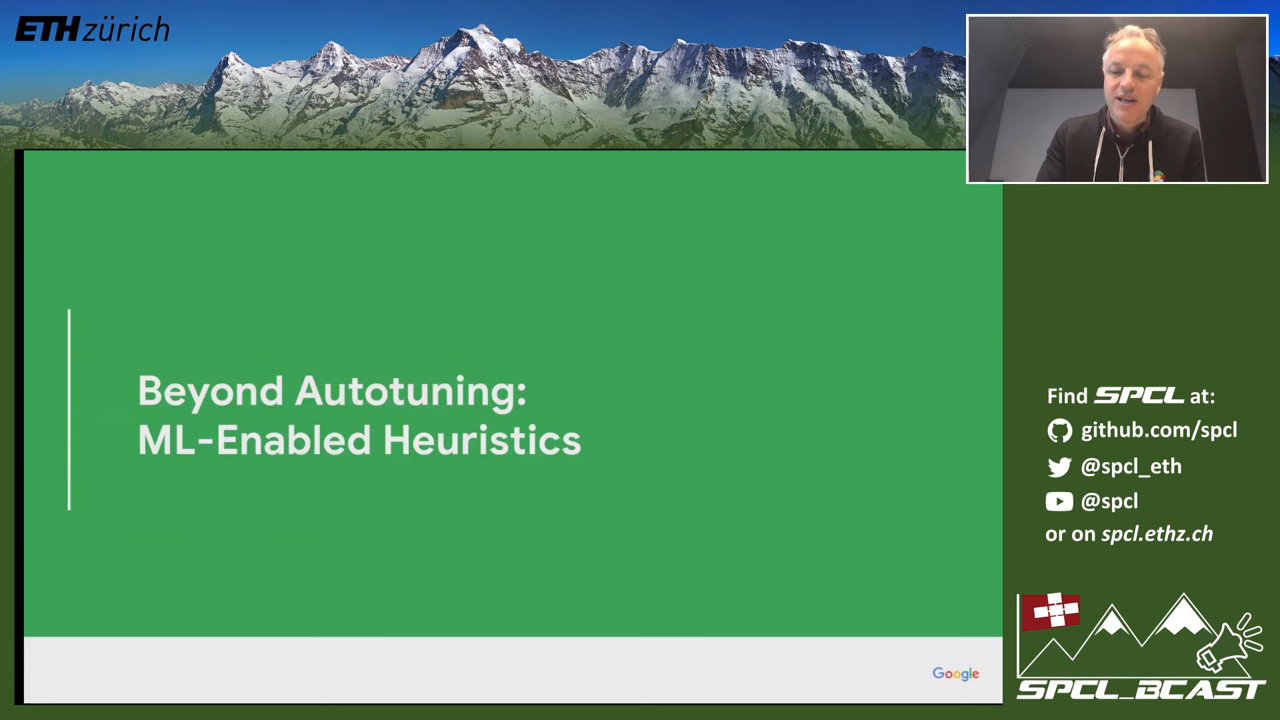 ETH zürich
Beyond Autotuning:
ML-Enabled Heuristics
Google
Find SPCL at:
github.com/spcl
@spcl_eth
@spcl
or on spcl.ethz.ch
SPCL_BCAST